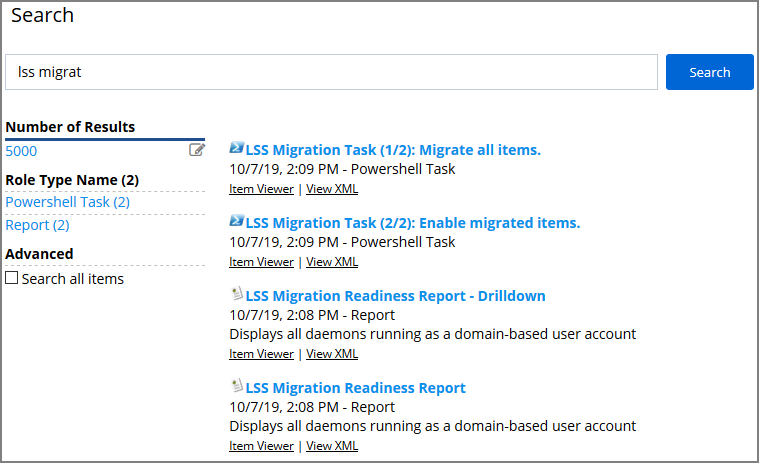 Search
lss migrat
Search
Number of Results
5000
Role Type Name (2)
Powershell Task (2)
Report (2)
Advanced
Search all items
LSS Migration Task (1/2): Migrate all items.
10/7/19, 2:09 PM - Powershell Task
Item Viewer | View XML
LSS Migration Task (2/2): Enable migrated items.
10/7/19, 2:09 PM - Powershell Task
Item Viewer | View XML
LSS Migration Readiness Report - Drilldown
10/7/19, 2:08 PM - Report
Displays all daemons running as a domain-based user account
Item Viewer | View XML
LSS Migration Readiness Report
10/7/19, 2:08 PM - Report
Displays all daemons running as a domain-based user account
Item Viewer | View XML